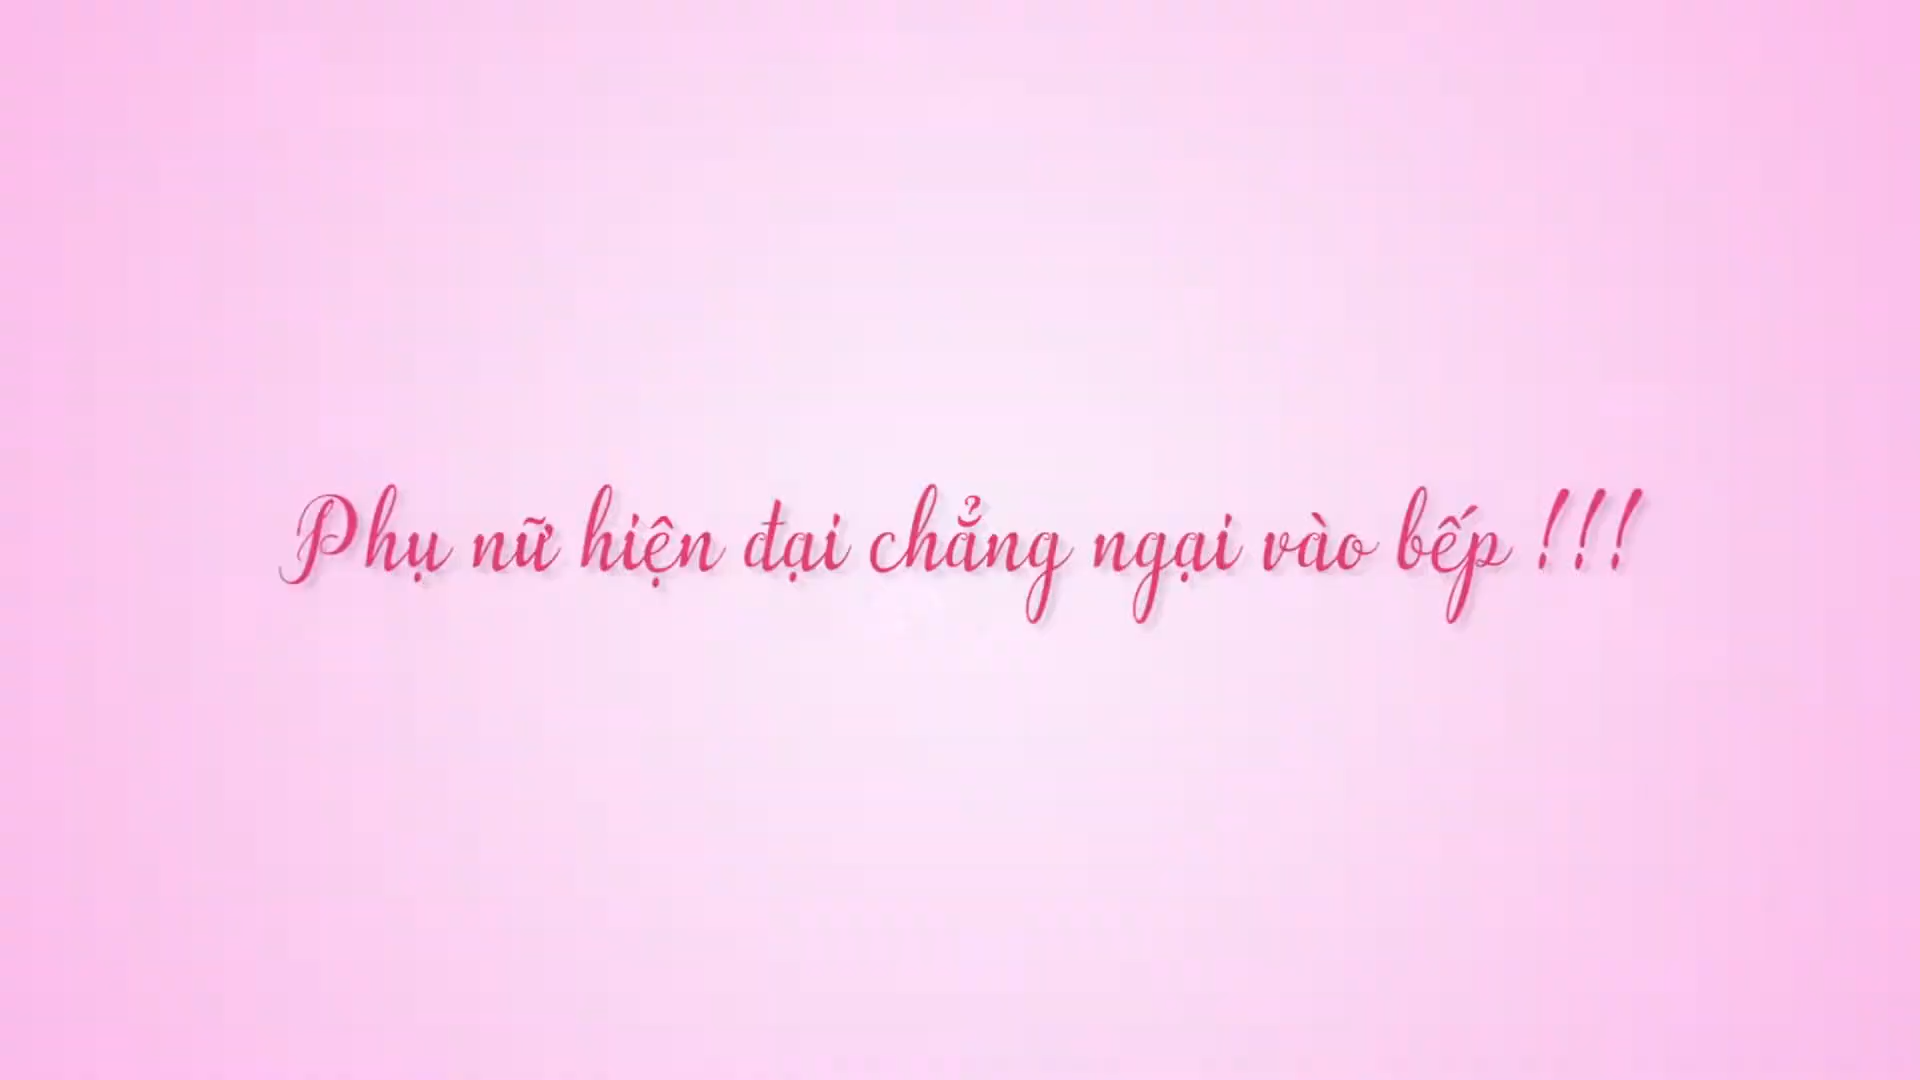 Phụ nữ hiện đại chẳng ngại vào bếp !!!